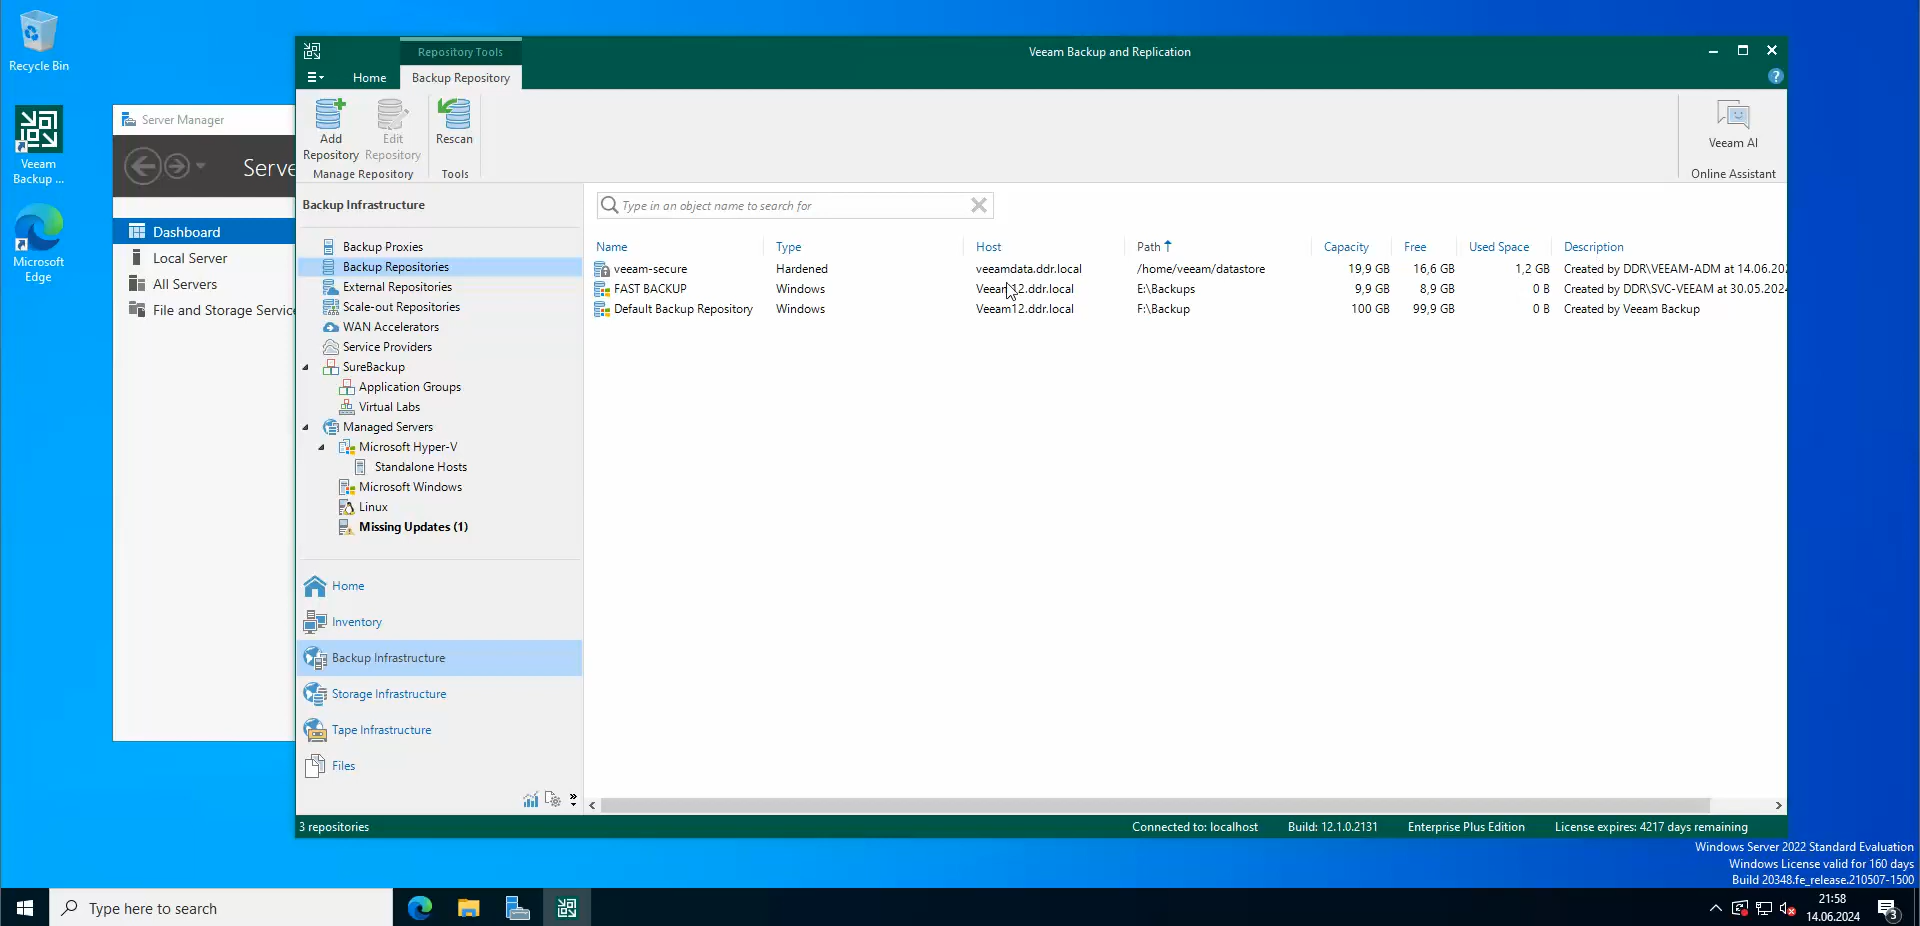 Recycle Bin
Veeam
Backup ...
Microsoft
Edge
Server Manager
Serve
Dashboard
Local Server
All Servers
File and Storage Service
Repository Tools
Veeam Backup and Replication
Home
Backup Repository
Add
Repository
Edit
Repository
Rescan
Manage Repository
Tools
Veeam AI
Online Assistant
Backup Infrastructure
Backup Proxies
Backup Repositories
External Repositories
Scale-out Repositories
WAN Accelerators
Service Providers
SureBackup
Application Groups
Virtual Labs
Managed Servers
Microsoft Hyper-V
Standalone Hosts
Microsoft Windows
Linux
Missing Updates (1)
Home
Inventory
Backup Infrastructure
Storage Infrastructure
Tape Infrastructure
Files
Type in an object name to search for
Name Type Host Path Capacity Free Used Space Description
veeam-secure Hardened veeamdata.ddr.local /home/veeam/datastore 19,9 GB 16,6 GB 1,2 GB Created by DDR\VEEAM-ADM at 14.06.202
FAST BACKUP Windows Veeam12.ddr.local E:\Backups 9,9 GB 8,9 GB 0 B Created by DDR\SVC-VEEAM at 30.05.2024
Default Backup Repository Windows Veeam12.ddr.local F:\Backup 100 GB 99,9 GB 0 B Created by Veeam Backup
3 repositories
Connected to: localhost
Build: 12.1.0.2131
Enterprise Plus Edition
License expires: 4217 days remaining
Windows Server 2022 Standard Evaluation
Windows License valid for 160 days
Build 20348.fe_release.210507-1500
Type here to search
21:58
14.06.2024
3